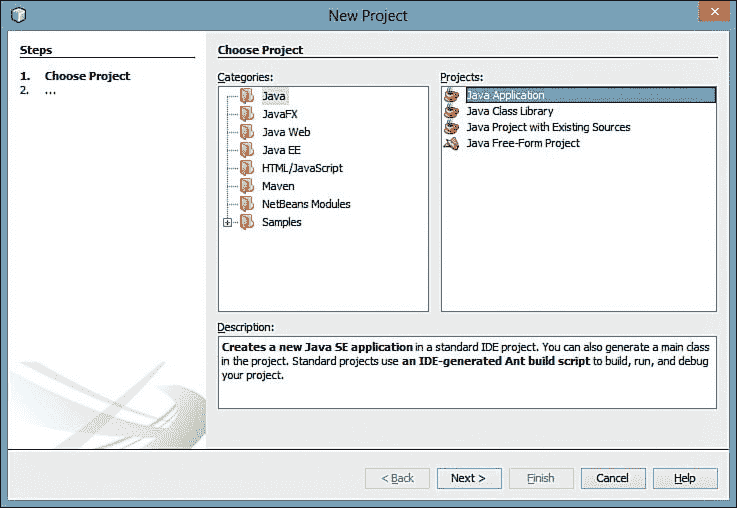 New Project
Steps
1. Choose Project
2. ...
Choose Project
Categories:
Java
JavaFX
Java Web
Java EE
HTML/JavaScript
Maven
NetBeans Modules
Samples
Projects:
Java Application
Java Class Library
Java Project with Existing Sources
Java Free-Form Project
Description:
Creates a new Java SE application in a standard IDE project. You can also generate a main class
in the project. Standard projects use an IDE-generated Ant build script to build, run, and debug
your project.
< Back
Next >
Finish
Cancel
Help